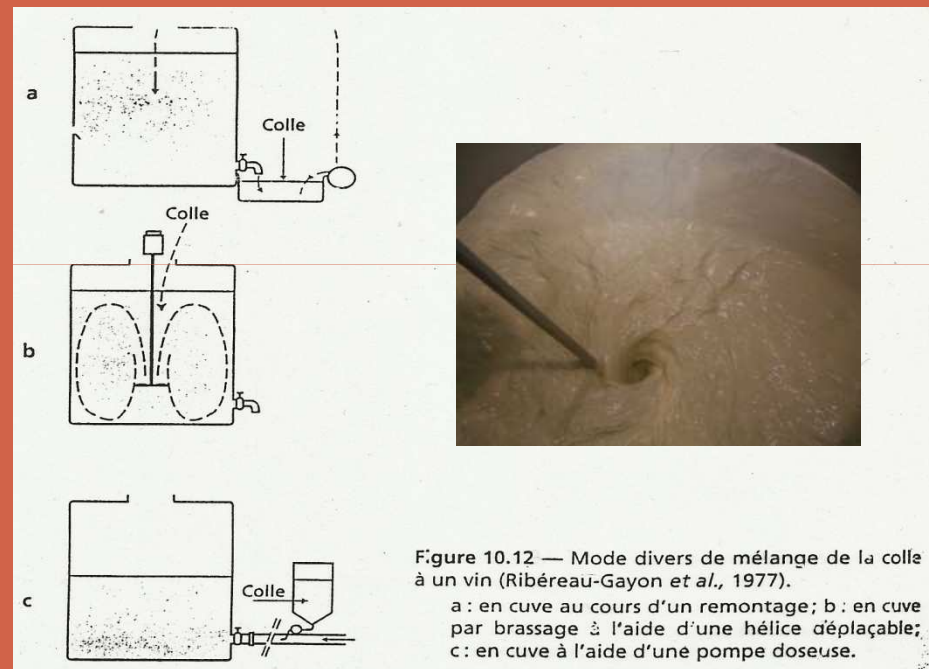 a
Colle
Colle
b
c
Colle
Figure 10.12 — Mode divers de mélange de la colle
à un vin (Ribéreau-Gayon et al., 1977).
a : en cuve au cours d'un remontage; b : en cuve
par brassage à l'aide d'une hélice déplaçable;
c : en cuve à l'aide d'une pompe doseuse.